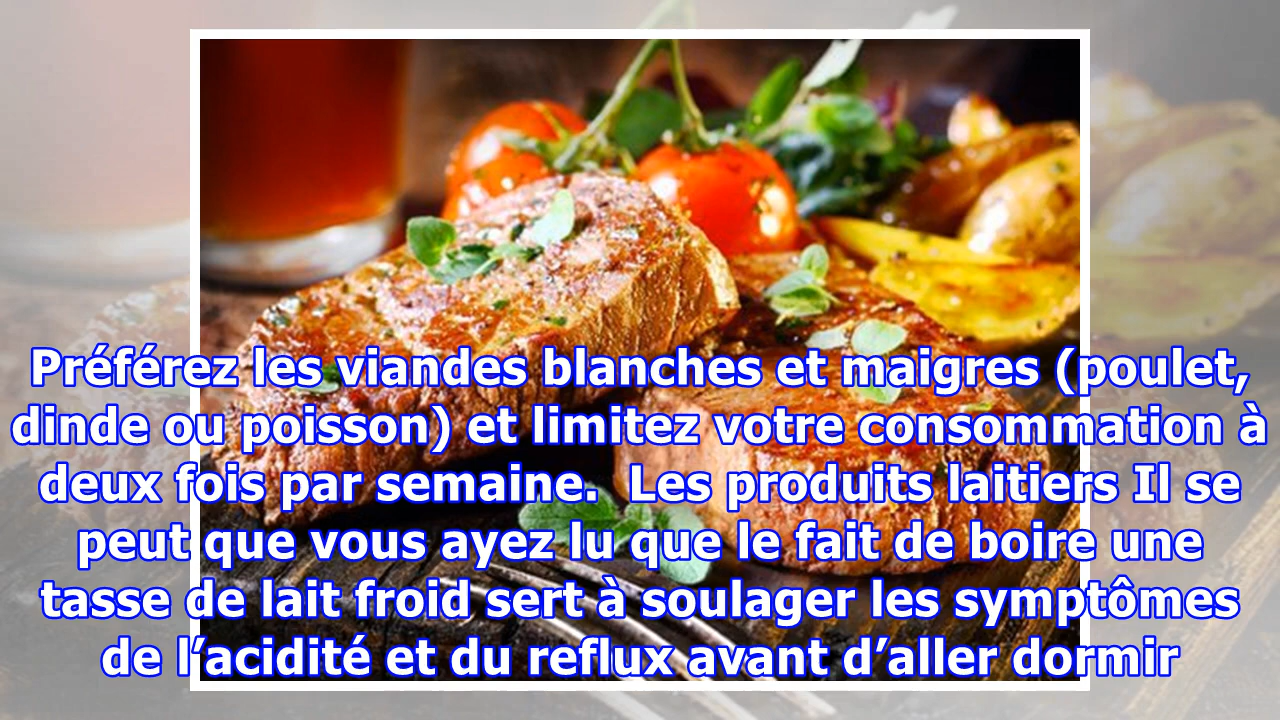 Préférez les viandes blanches et maigres (poulet,
dinde ou poisson) et limitez votre consommation à
deux fois par semaine.  Les produits laitiers Il se
peut que vous ayez lu que le fait de boire une
tasse de lait froid sert à soulager les symptômes
de l’acidité et du reflux avant d’aller dormir